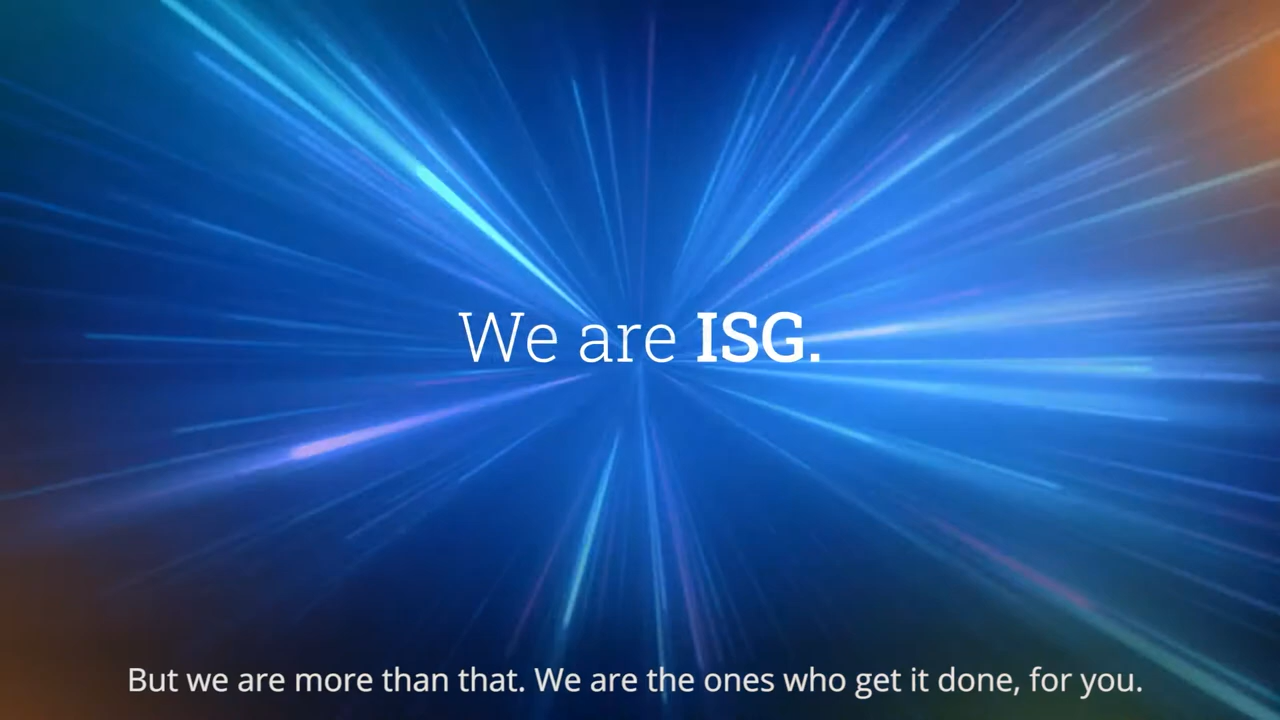 We are ISG.
But we are more than that. We are the ones who get it done, for you.